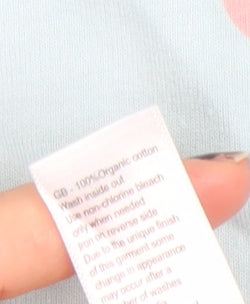 GB - 100%Organic cotton
Wash inside out
Use non-chlorine bleach
only when needed
Iron on reverse side
Due to the unique finish
of this garment some
change in appearance
may occur after a
number of washes